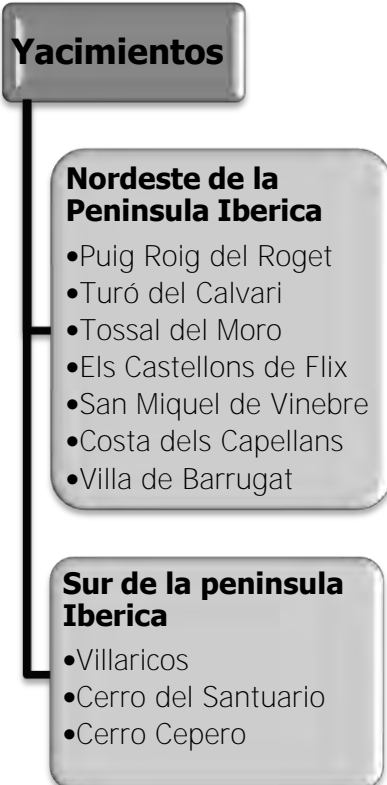 Yacimientos
Nordeste de la
Peninsula Iberica
•Puig Roig del Roget
•Turó del Calvari
•Tossal del Moro
•Els Castellons de Flix
•San Miquel de Vinebre
•Costa dels Capellans
•Villa de Barrugat
Sur de la peninsula
Iberica
•Villaricos
•Cerro del Santuario
•Cerro Cepero